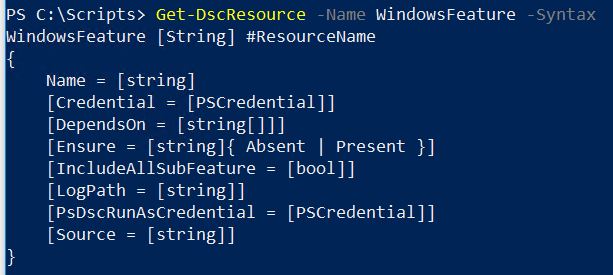 PS C:\Scripts> Get-DscResource -Name WindowsFeature -Syntax
WindowsFeature [String] #ResourceName
{
    Name = [string]
    [Credential = [PSCredential]]
    [DependsOn = [string[]]]
    [Ensure = [string]{ Absent | Present }]
    [IncludeAllSubFeature = [bool]]
    [LogPath = [string]]
    [PsDscRunAsCredential = [PSCredential]]
    [Source = [string]]
}